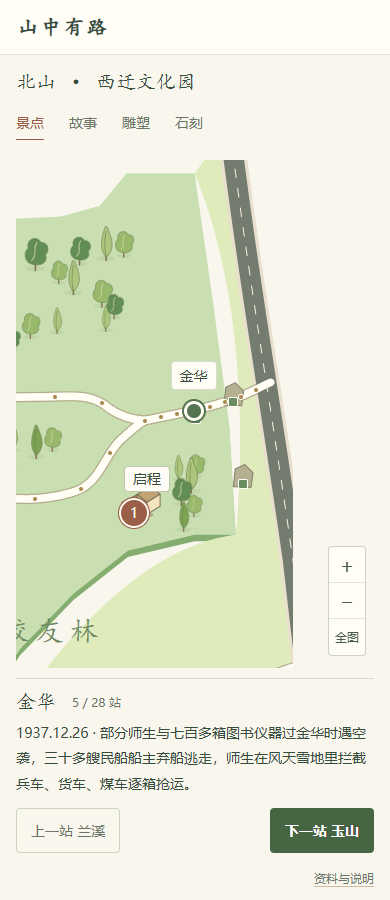 山中有路
北山 • 西迁文化园
景点 故事 雕塑 石刻
金华
启程
1
校友林
+
−
全图
金华 5 / 28 站
1937.12.26 · 部分师生与七百多箱图书仪器过金华时遇空
袭，三十多艘民船船主弃船逃走，师生在风天雪地里拦截
兵车、货车、煤车逐箱抢运。
上一站 兰溪
下一站 玉山
资料与说明